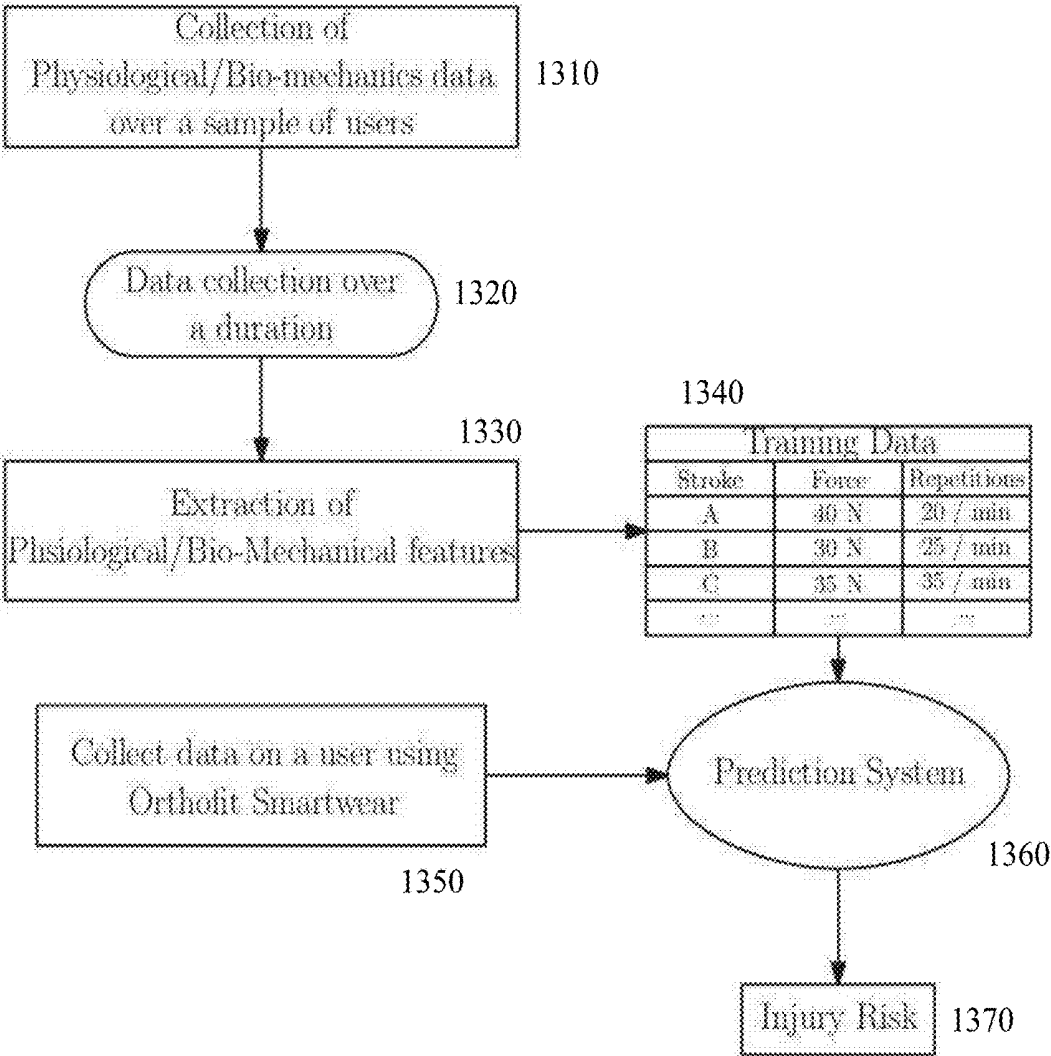 Collection of
Physiological/Bio-mechanics data
over a sample of users
1310
Data collection over
a duration
1320
1330
Extraction of
Phsiological/Bio-Mechanical features
1340
Training Data
Stroke Force Repetitions
A 40 N 20 / min
B 30 N 25 / min
C 35 N 35 / min
... ... ...
Collect data on a user using
Orthofit Smartwear
1350
Prediction System
1360
Injury Risk
1370